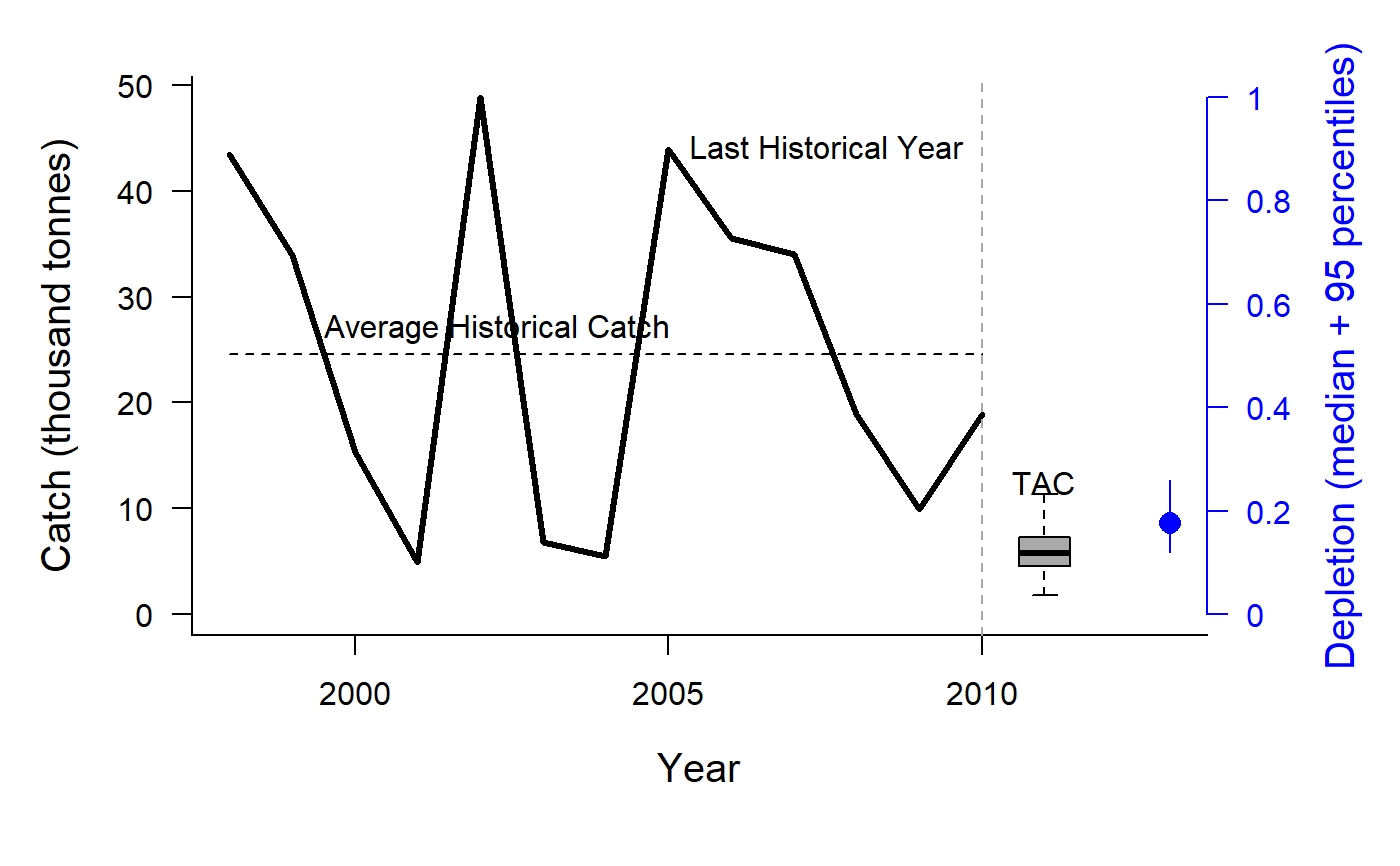 Catch (thousand tonnes)
50
40
30
20
10
0
Last Historical Year
Average Historical Catch
TAC
1
0.8
0.6
0.4
0.2
0
Depletion (median + 95 percentiles)
2000
2005
2010
Year